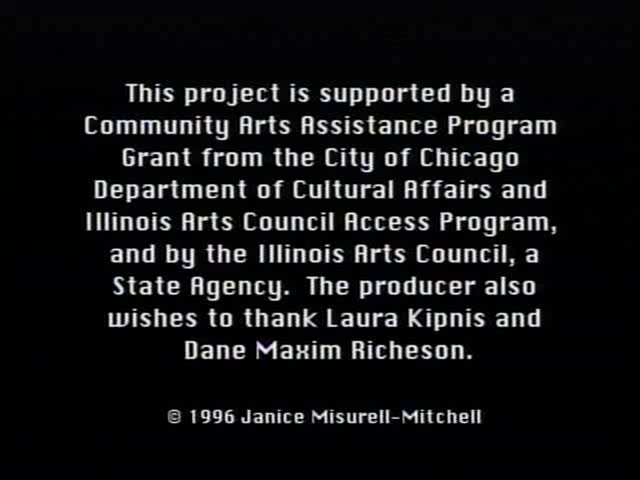 This project is supported by a
Community Arts Assistance Program
Grant from the City of Chicago
Department of Cultural Affairs and
Illinois Arts Council Access Program,
and by the Illinois Arts Council, a
State Agency.  The producer also
wishes to thank Laura Kipnis and
Dane Maxim Richeson.
© 1996 Janice Misurell-Mitchell